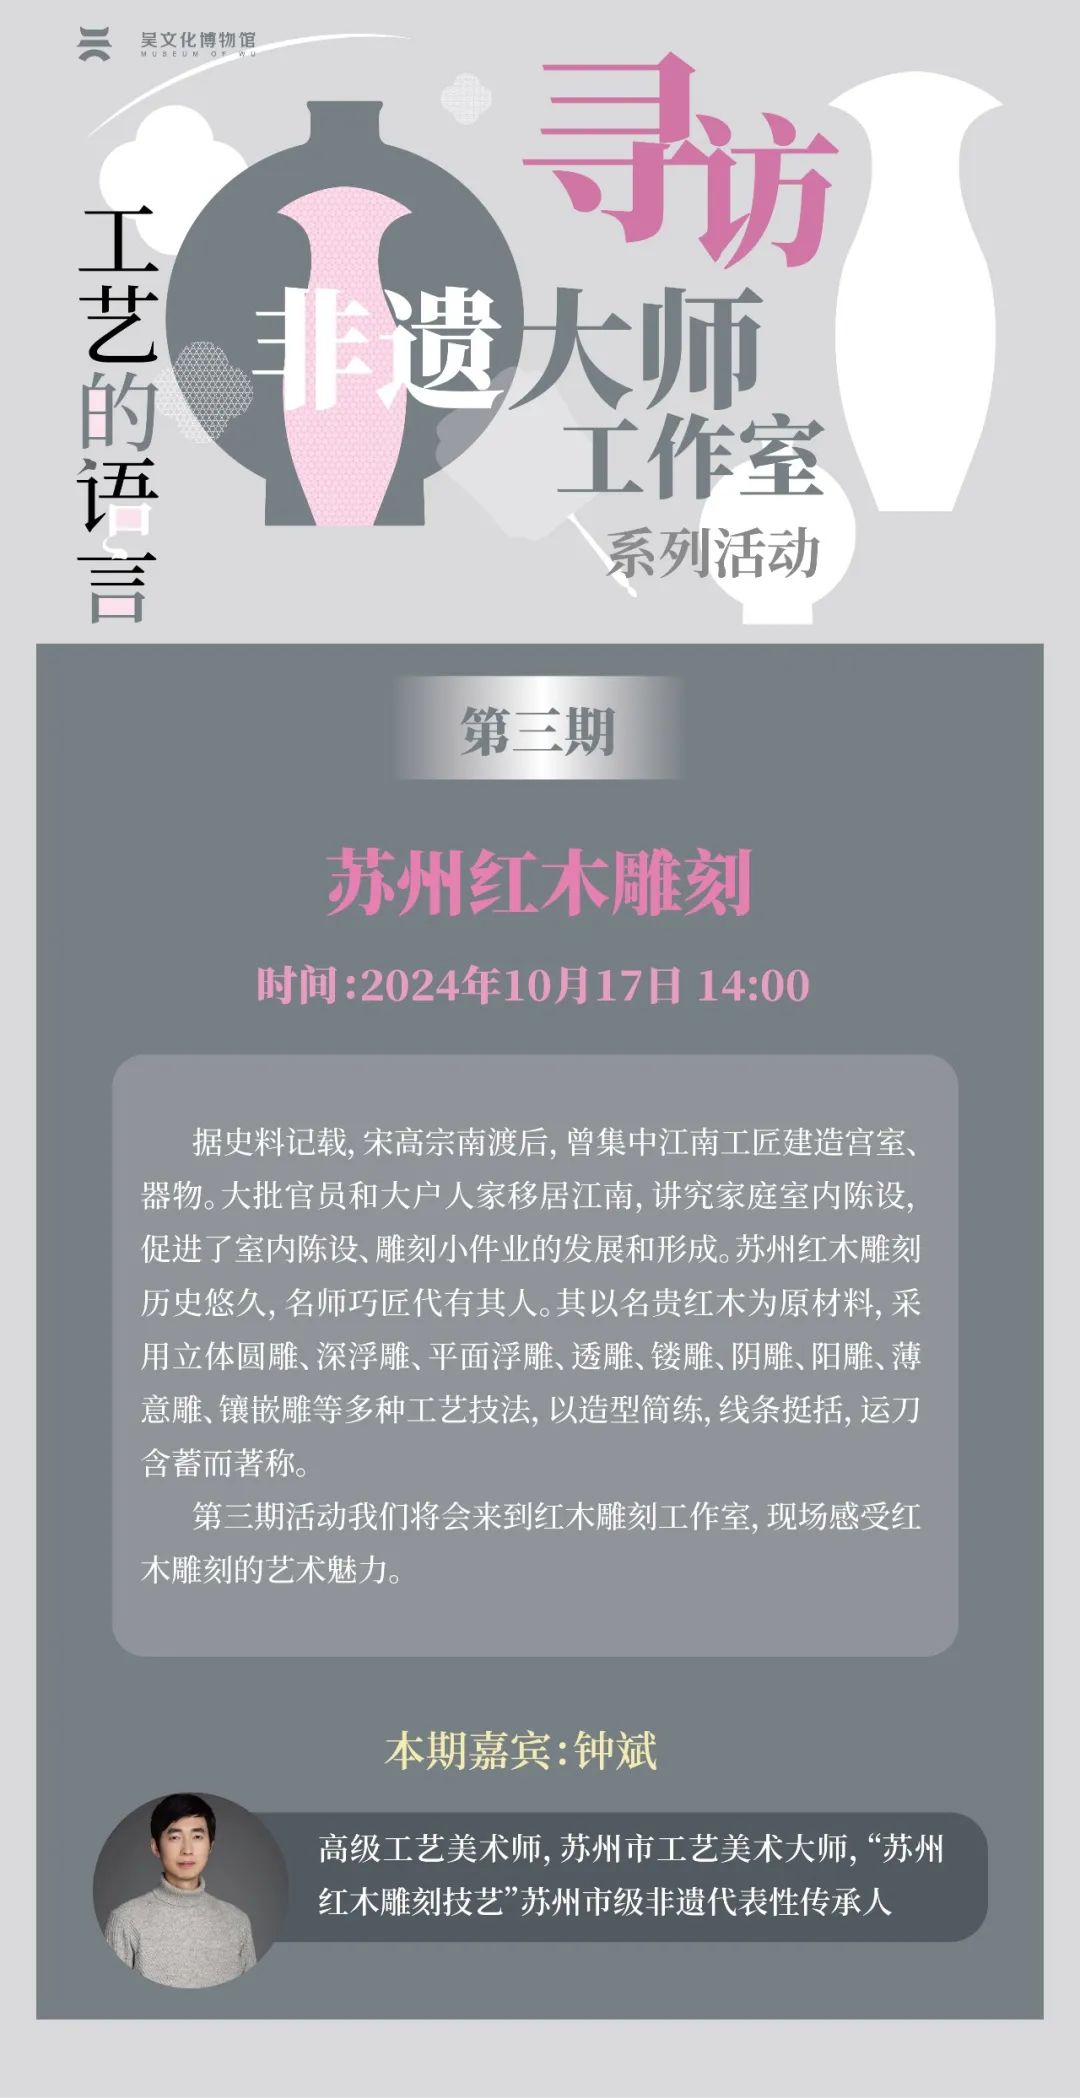 吴文化博物馆
MUSEUM OF WU
工艺的语言
寻访
非遗大师
工作室
系列活动
第三期
苏州红木雕刻
时间：2024年10月17日 14:00
据史料记载，宋高宗南渡后，曾集中江南工匠建造宫室、
器物。大批官员和大户人家移居江南，讲究家庭室内陈设，
促进了室内陈设、雕刻小件业的发展和形成。苏州红木雕刻
历史悠久，名师巧匠代有其人。其以名贵红木为原材料，采
用立体圆雕、深浮雕、平面浮雕、透雕、镂雕、阴雕、阳雕、薄
意雕、镶嵌雕等多种工艺技法，以造型简练，线条挺括，运刀
含蓄而著称。
第三期活动我们将会来到红木雕刻工作室，现场感受红
木雕刻的艺术魅力。
本期嘉宾：钟斌
高级工艺美术师，苏州市工艺美术大师，“苏州
红木雕刻技艺”苏州市级非遗代表性传承人